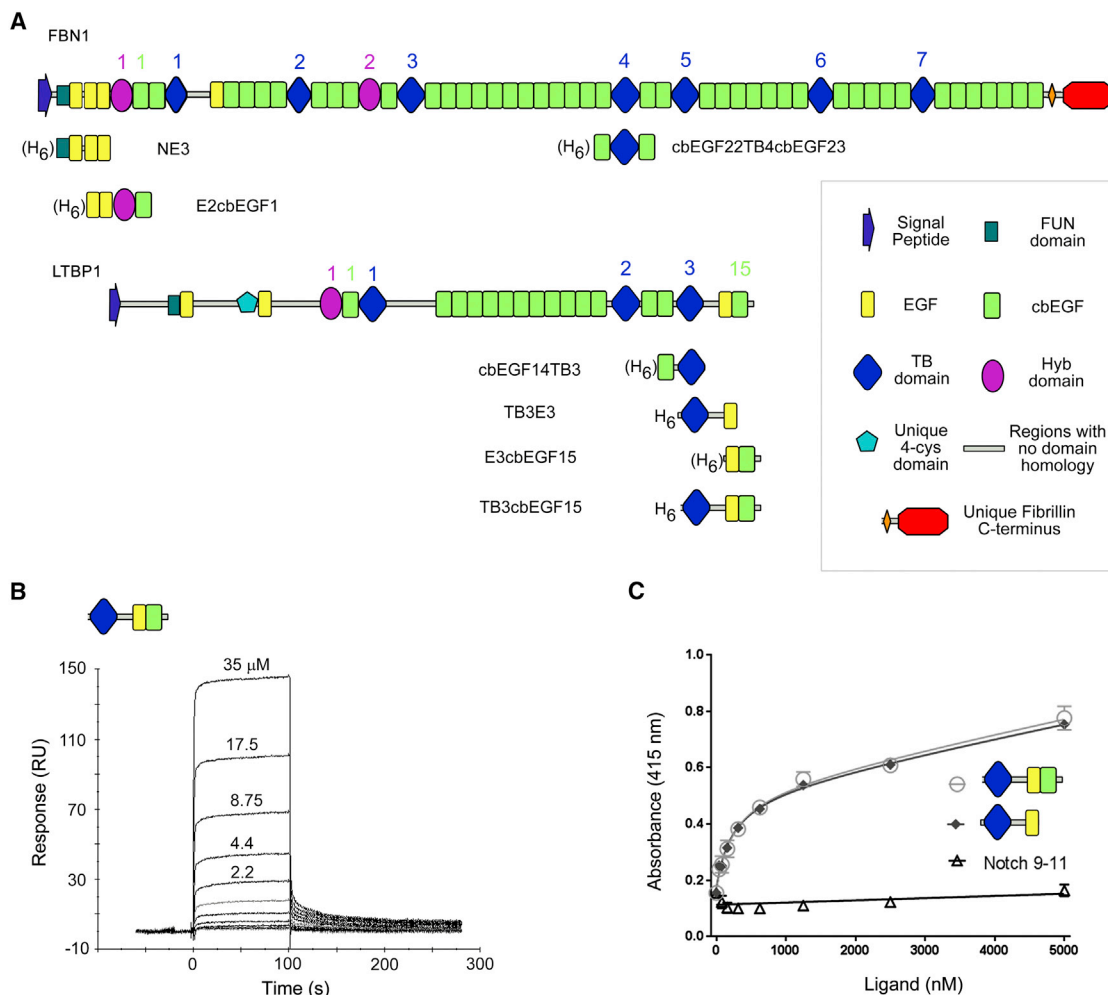 A
FBN1
1 1 1 2 2 3 4 5 6 7
(H6) NE3
(H6) cbEGF22TB4cbEGF23
(H6) E2cbEGF1
LTBP1
1 1 1 2 3 15
cbEGF14TB3 (H6)
TB3E3 H6
E3cbEGF15 (H6)
TB3cbEGF15 H6
Signal
Peptide
FUN
domain
EGF
cbEGF
TB
domain
Hyb
domain
Unique
4-cys
domain
Regions with
no domain
homology
Unique Fibrillin
C-terminus
B
150
110
70
30
-10
Response (RU)
35 μM
17.5
8.75
4.4
2.2
-100 0 100 200 300
Time (s)
C
1.0
0.8
0.6
0.4
0.2
0.0
Absorbance (415 nm)
Notch 9-11
0 1000 2000 3000 4000 5000
Ligand (nM)